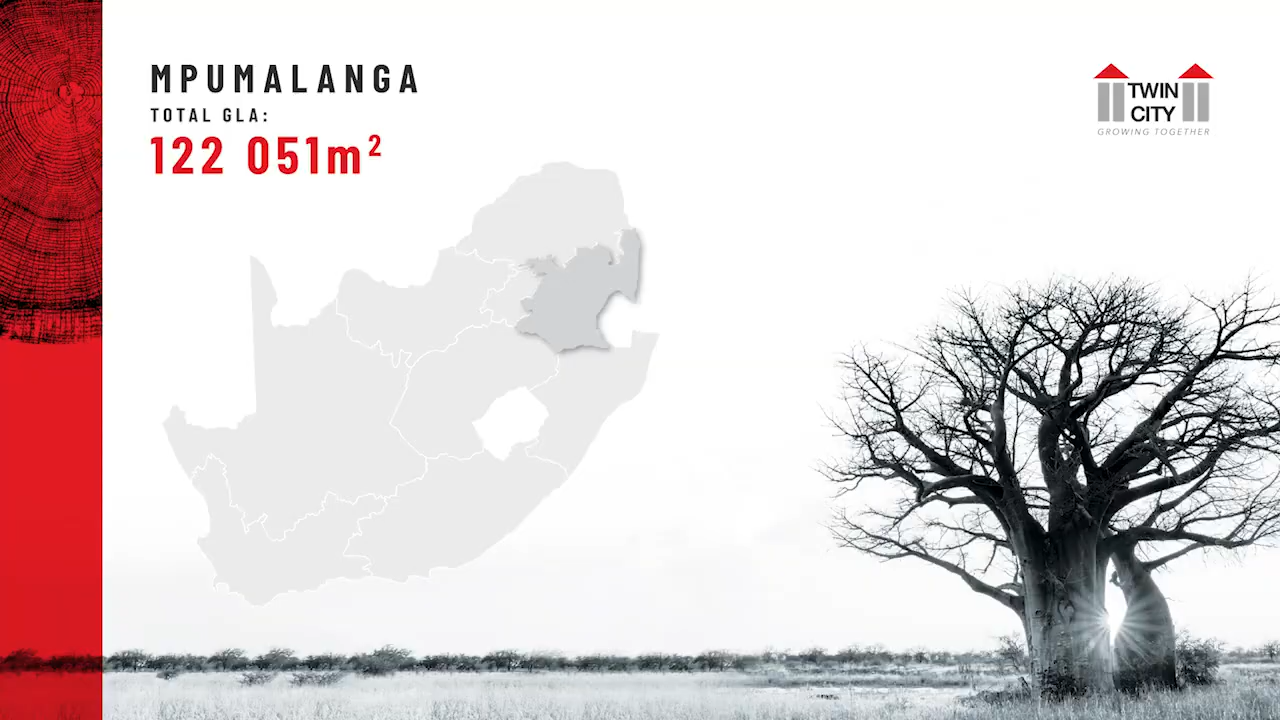 MPUMALANGA
TOTAL GLA:
122 051m²
TWIN
CITY
GROWING TOGETHER